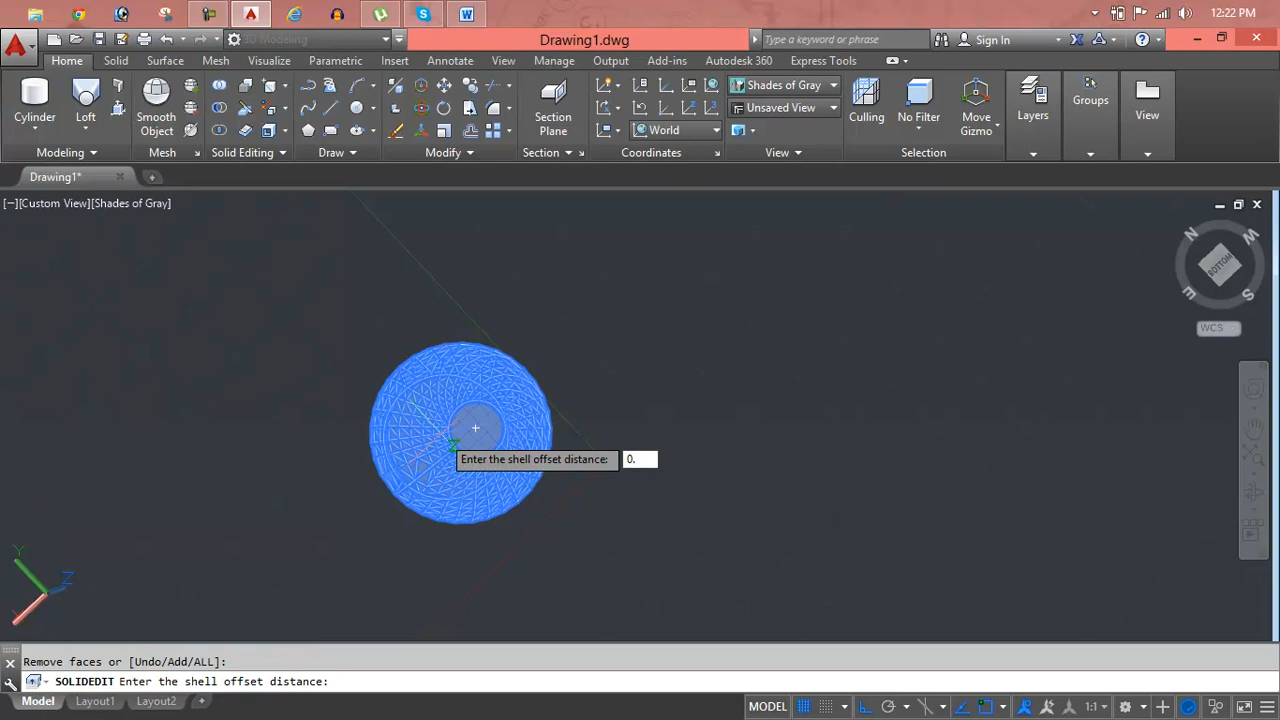 12:22 PM
3D Modeling
Drawing1.dwg
Type a keyword or phrase
Sign In
Home Solid Surface Mesh Visualize Parametric Insert Annotate View Manage Output Add-ins Autodesk 360 Express Tools
Cylinder
Loft
Smooth Object
Section Plane
Shades of Gray
Unsaved View
World
Culling
No Filter
Move Gizmo
Layers
Groups
View
Modeling
Mesh
Solid Editing
Draw
Modify
Section
Coordinates
View
Selection
Drawing1*
[−][Custom View][Shades of Gray]
N
W
BOTTOM
E
S
WCS
Z
Enter the shell offset distance: 0.
Y
Z
Remove faces or [Undo/Add/ALL]:
SOLIDEDIT Enter the shell offset distance:
Model Layout1 Layout2
MODEL
1:1